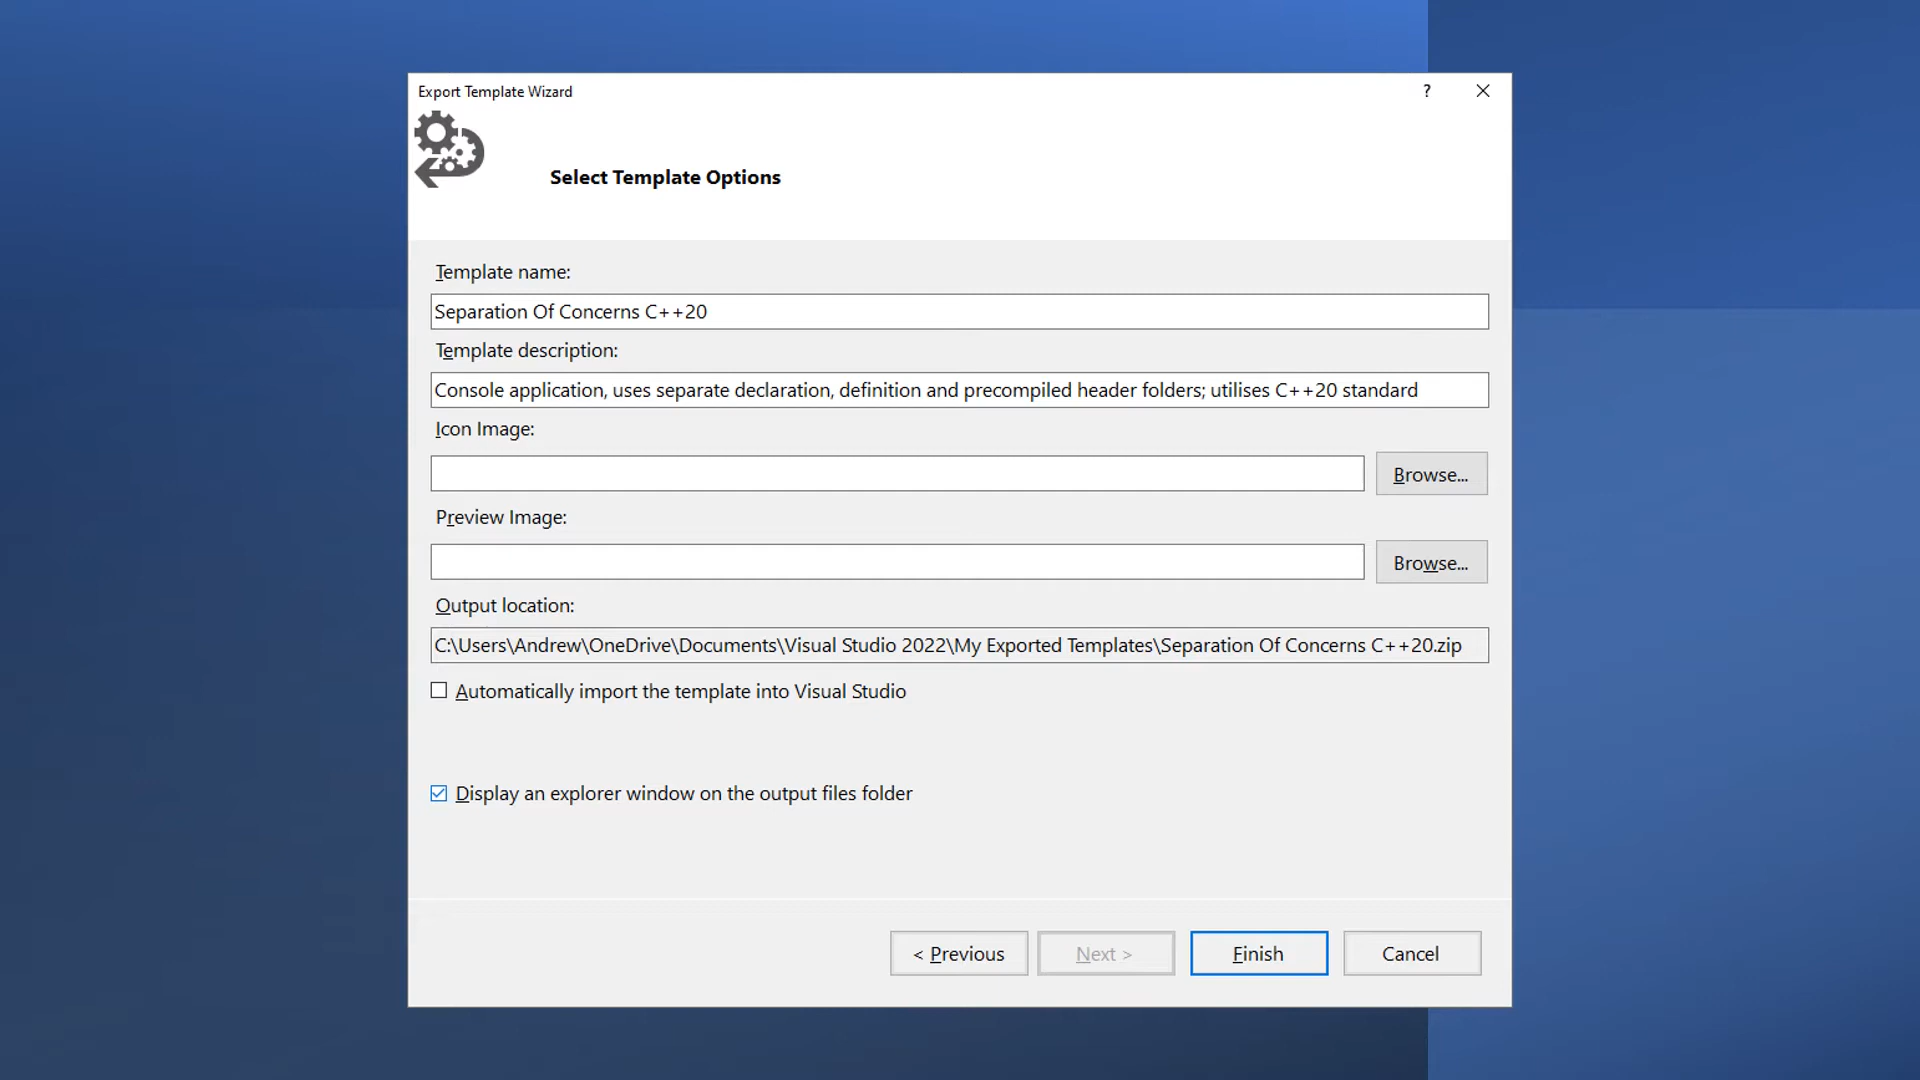 Export Template Wizard
?
Select Template Options
Template name:
Separation Of Concerns C++20
Template description:
Console application, uses separate declaration, definition and precompiled header folders; utilises C++20 standard
Icon Image:
Browse...
Preview Image:
Browse...
Output location:
C:\Users\Andrew\OneDrive\Documents\Visual Studio 2022\My Exported Templates\Separation Of Concerns C++20.zip
Automatically import the template into Visual Studio
Display an explorer window on the output files folder
< Previous
Next >
Finish
Cancel